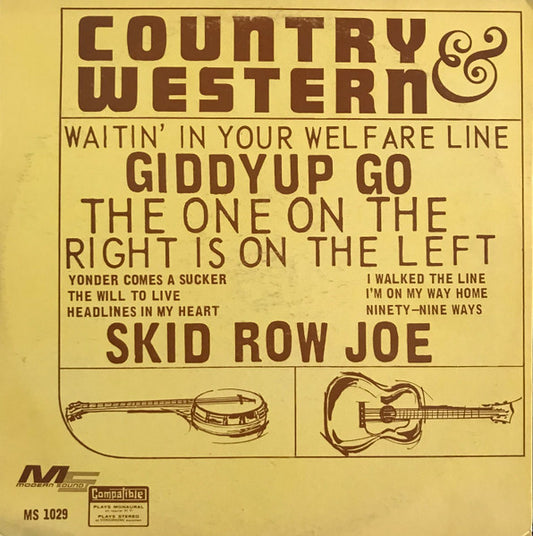 COUNTRY &
WESTERN
WAITIN' IN YOUR WELFARE LINE
GIDDYUP GO
THE ONE ON THE
RIGHT IS ON THE LEFT
YONDER COMES A SUCKER
THE WILL TO LIVE
HEADLINES IN MY HEART
I WALKED THE LINE
I'M ON MY WAY HOME
NINETY-NINE WAYS
SKID ROW JOE
MS
MODERN SOUND
MS 1029
Compatible
PLAYS MONAURAL
PLAYS STEREO